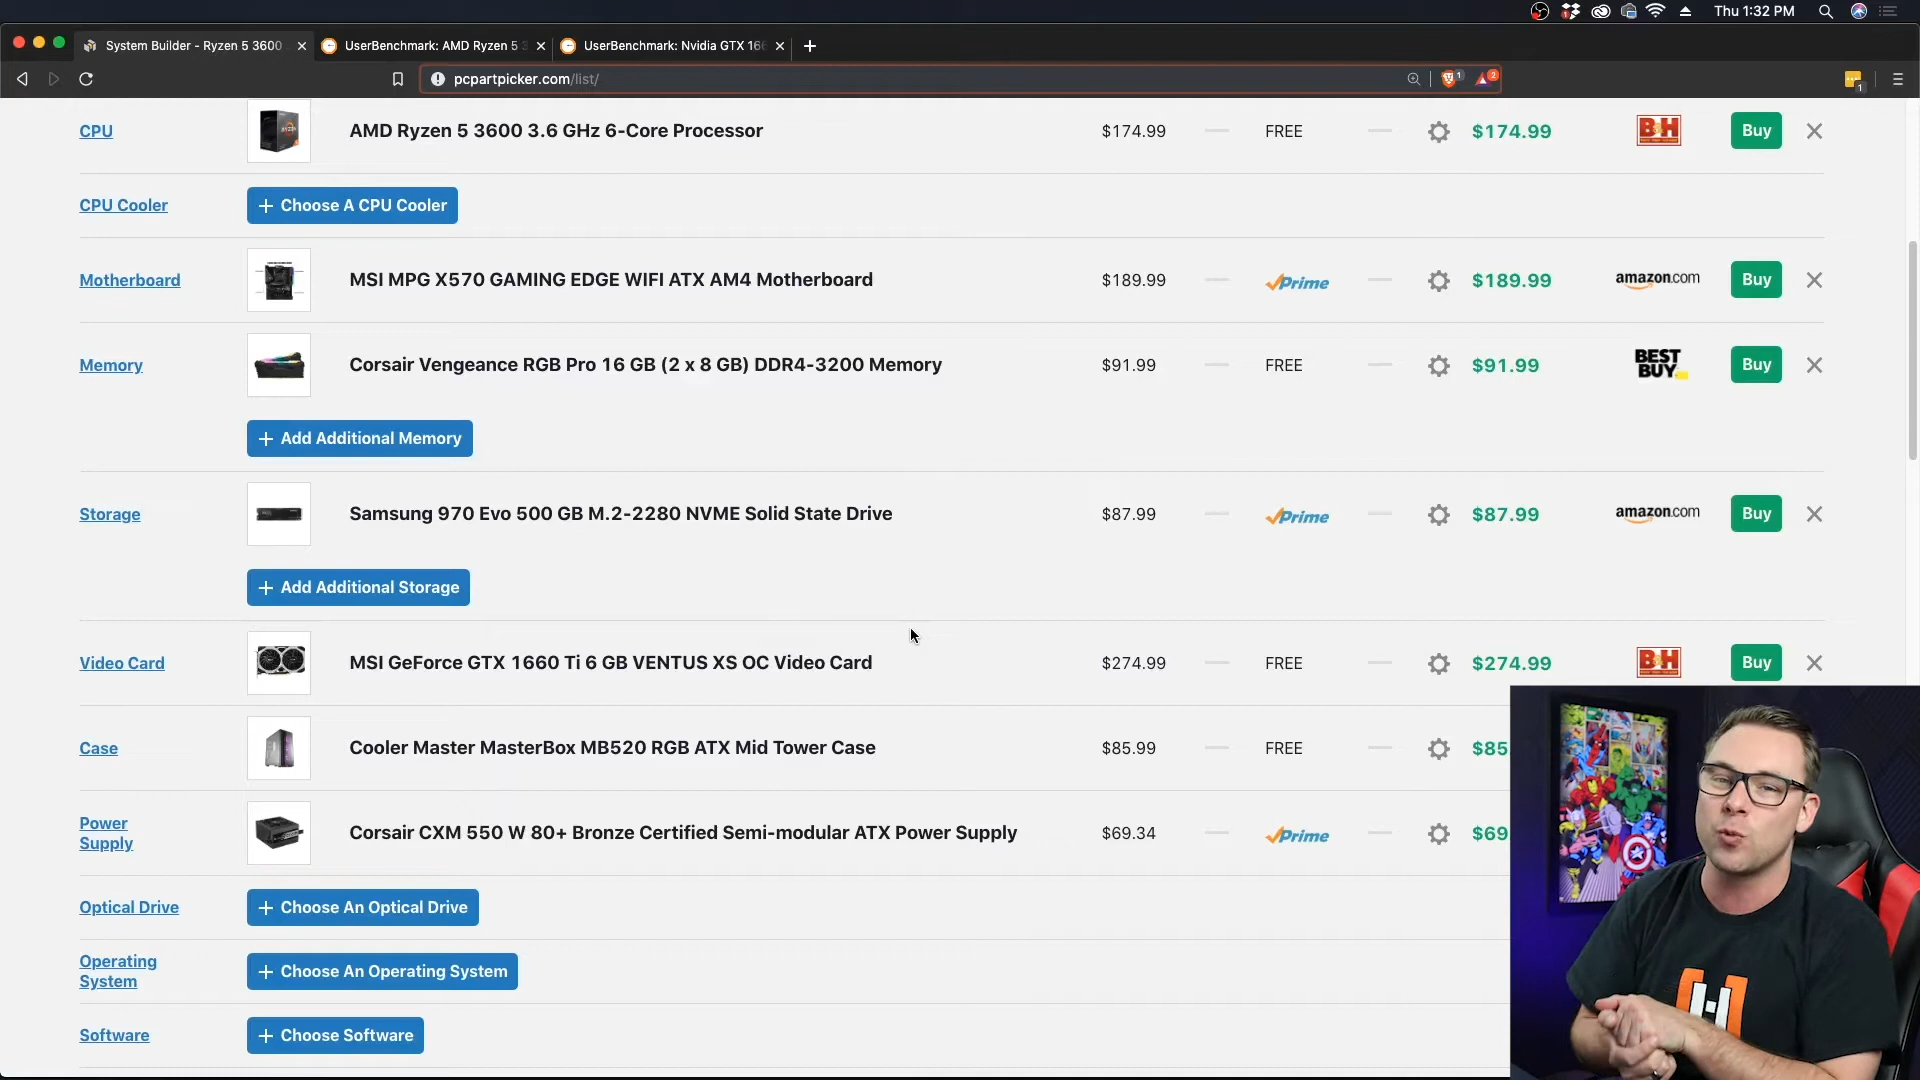 Thu 1:32 PM
System Builder - Ryzen 5 3600
UserBenchmark: AMD Ryzen 5 3
UserBenchmark: Nvidia GTX 166
pcpartpicker.com/list/
1
2
1
CPU
AMD Ryzen 5 3600 3.6 GHz 6-Core Processor
$174.99
FREE
$174.99
B&H
Buy
CPU Cooler
Choose A CPU Cooler
Motherboard
MSI MPG X570 GAMING EDGE WIFI ATX AM4 Motherboard
$189.99
Prime
$189.99
amazon.com
Buy
Memory
Corsair Vengeance RGB Pro 16 GB (2 x 8 GB) DDR4-3200 Memory
$91.99
FREE
$91.99
BEST
BUY
Buy
Add Additional Memory
Storage
Samsung 970 Evo 500 GB M.2-2280 NVME Solid State Drive
$87.99
Prime
$87.99
amazon.com
Buy
Add Additional Storage
Video Card
MSI GeForce GTX 1660 Ti 6 GB VENTUS XS OC Video Card
$274.99
FREE
$274.99
B&H
Buy
Case
Cooler Master MasterBox MB520 RGB ATX Mid Tower Case
$85.99
FREE
$85
Power
Supply
Corsair CXM 550 W 80+ Bronze Certified Semi-modular ATX Power Supply
$69.34
Prime
$69
Optical Drive
Choose An Optical Drive
Operating
System
Choose An Operating System
Software
Choose Software